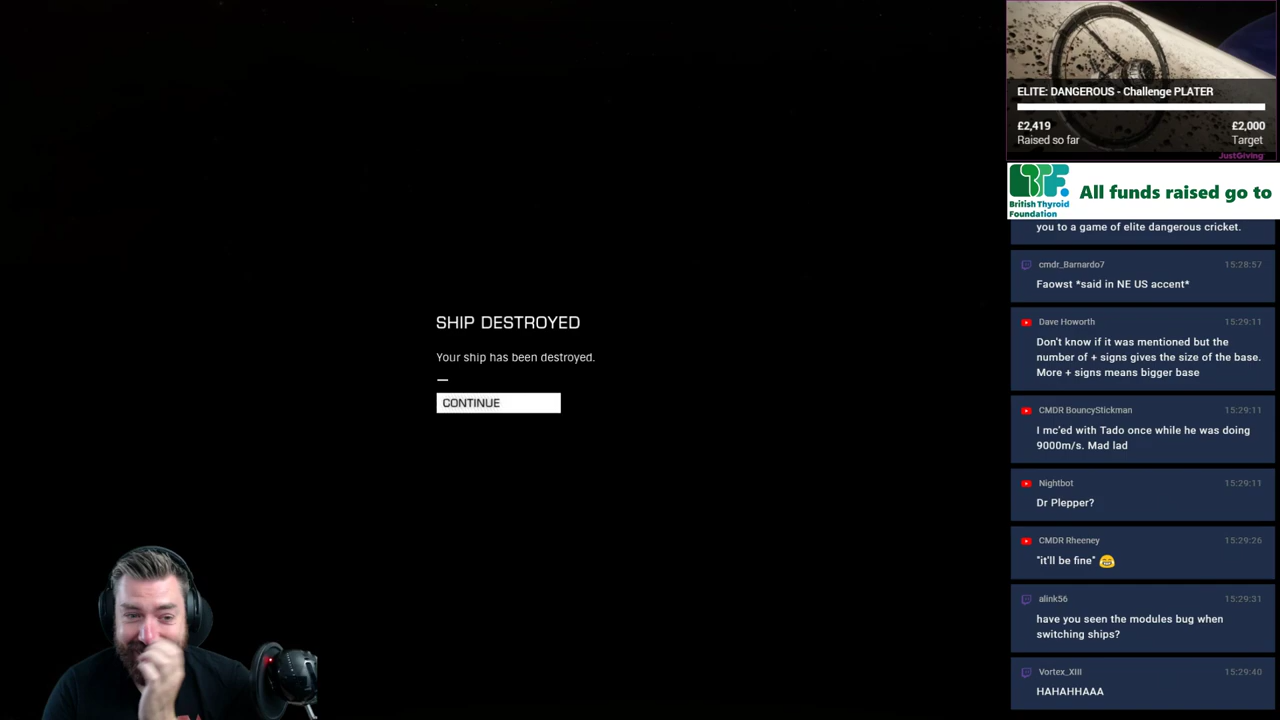 ELITE: DANGEROUS - Challenge PLATER
£2,419
£2,000
Raised so far
Target
JustGiving
British Thyroid
Foundation
All funds raised go to
you to a game of elite dangerous cricket.
cmdr_Barnardo7
15:28:57
Faowst *said in NE US accent*
Dave Howorth
15:29:11
Don't know if it was mentioned but the
number of + signs gives the size of the base.
More + signs means bigger base
CMDR BouncyStickman
15:29:11
I mc'ed with Tado once while he was doing
9000m/s. Mad lad
Nightbot
15:29:11
Dr Plepper?
CMDR Rheeney
15:29:26
"it'll be fine" 😂
alink56
15:29:31
have you seen the modules bug when
switching ships?
Vortex_XIII
15:29:40
HAHAHHAAA
SHIP DESTROYED
Your ship has been destroyed.
CONTINUE